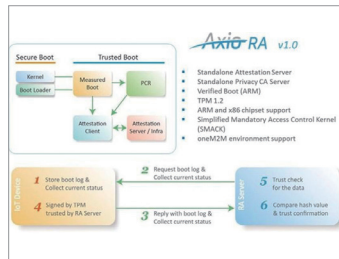 Axio RA v1.0
Secure Boot
Trusted Boot
Kernel
Boot Loader
Measured
Boot
PCR
Attestation
Client
Attestation
Server / Infra
Standalone Attestation Server
Standalone Privacy CA Server
Verified Boot (ARM)
TPM 1.2
ARM and x86 chipset support
Simplified Mandatory Access Control Kernel
(SMACK)
oneM2M environment support
IoT Device
1 Store boot log &
Collect current status
4 Signed by TPM
trusted by RA Server
2 Request boot log &
Collect current status
3 Reply with boot log &
Collect current status
RA Server
5 Trust check
for the data
6 Compare hash value
& trust confirmation